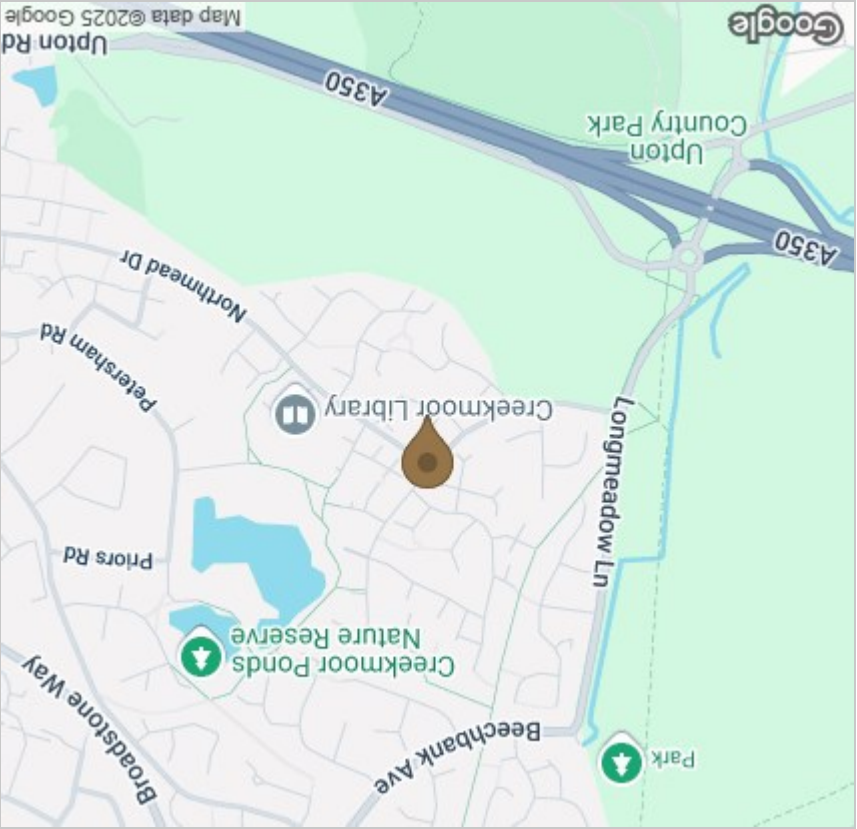 Park
Beechbank Ave
Broadstone Way
Creekmoor Ponds
Nature Reserve
Priors Rd
Longmeadow Ln
Creekmoor Library
Petersham Rd
Northmead Dr
A350
Upton
Country Park
A350
Upton Rd
Google
Map data ©2025 Google